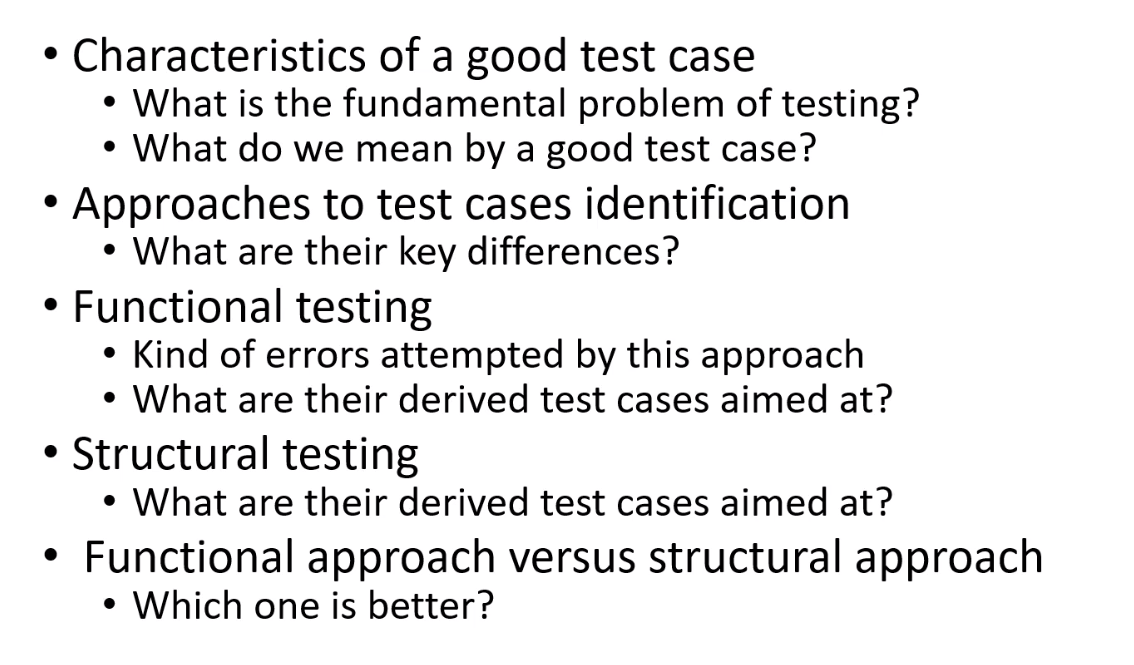 • Characteristics of a good test case
• What is the fundamental problem of testing?
• What do we mean by a good test case?
• Approaches to test cases identification
• What are their key differences?
• Functional testing
• Kind of errors attempted by this approach
• What are their derived test cases aimed at?
• Structural testing
• What are their derived test cases aimed at?
• Functional approach versus structural approach
• Which one is better?